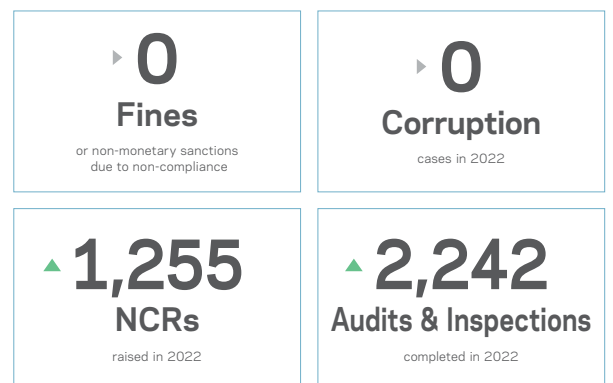 0
Fines
or non-monetary sanctions
due to non-compliance
0
Corruption
cases in 2022
1,255
NCRs
raised in 2022
2,242
Audits & Inspections
completed in 2022